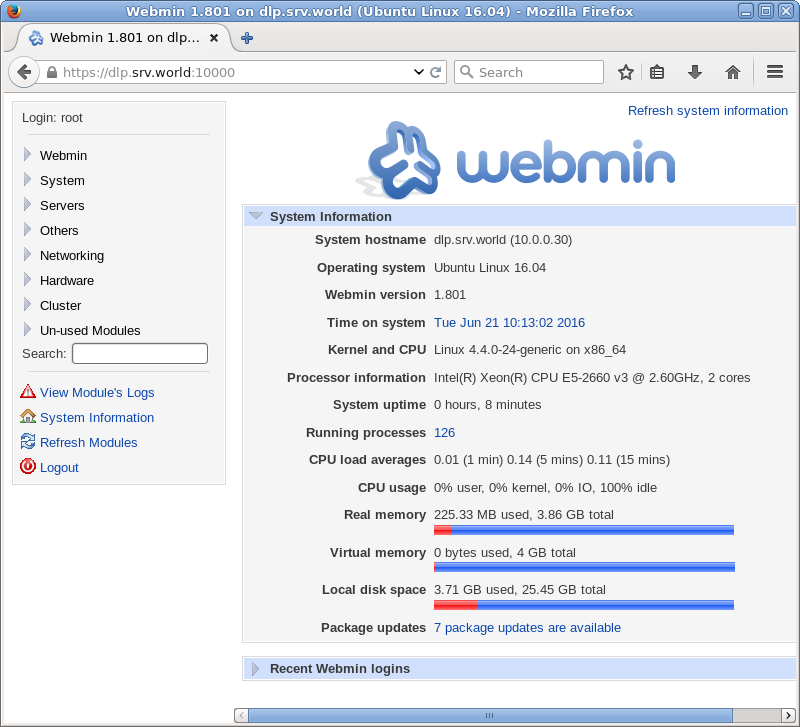 Webmin 1.801 on dlp.srv.world (Ubuntu Linux 16.04) - Mozilla Firefox
Webmin 1.801 on dlp...
https://dlp.srv.world:10000
Search
Login: root
Webmin
System
Servers
Others
Networking
Hardware
Cluster
Un-used Modules
Search:
View Module's Logs
System Information
Refresh Modules
Logout
Refresh system information
webmin
System Information
System hostname dlp.srv.world (10.0.0.30)
Operating system Ubuntu Linux 16.04
Webmin version 1.801
Time on system Tue Jun 21 10:13:02 2016
Kernel and CPU Linux 4.4.0-24-generic on x86_64
Processor information Intel(R) Xeon(R) CPU E5-2660 v3 @ 2.60GHz, 2 cores
System uptime 0 hours, 8 minutes
Running processes 126
CPU load averages 0.01 (1 min) 0.14 (5 mins) 0.11 (15 mins)
CPU usage 0% user, 0% kernel, 0% IO, 100% idle
Real memory 225.33 MB used, 3.86 GB total
Virtual memory 0 bytes used, 4 GB total
Local disk space 3.71 GB used, 25.45 GB total
Package updates 7 package updates are available
Recent Webmin logins